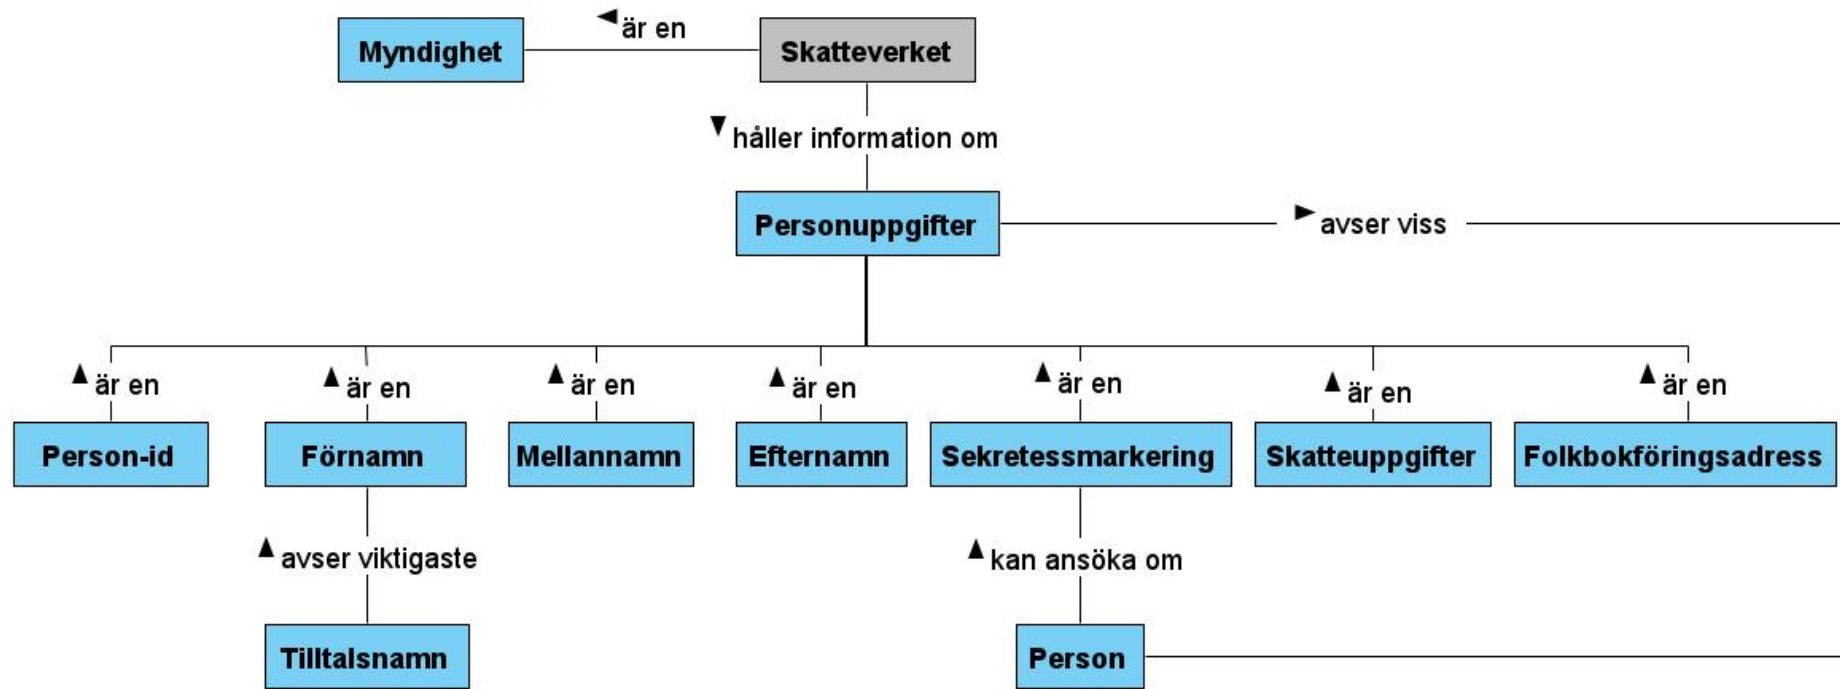 är en
Myndighet
Skatteverket
håller information om
Personuppgifter
avser viss
är en
är en
är en
är en
är en
är en
är en
Person-id
Förnamn
Mellannamn
Efternamn
Sekretessmarkering
Skatteuppgifter
Folkbokföringsadress
avser viktigaste
kan ansöka om
Tilltalsnamn
Person